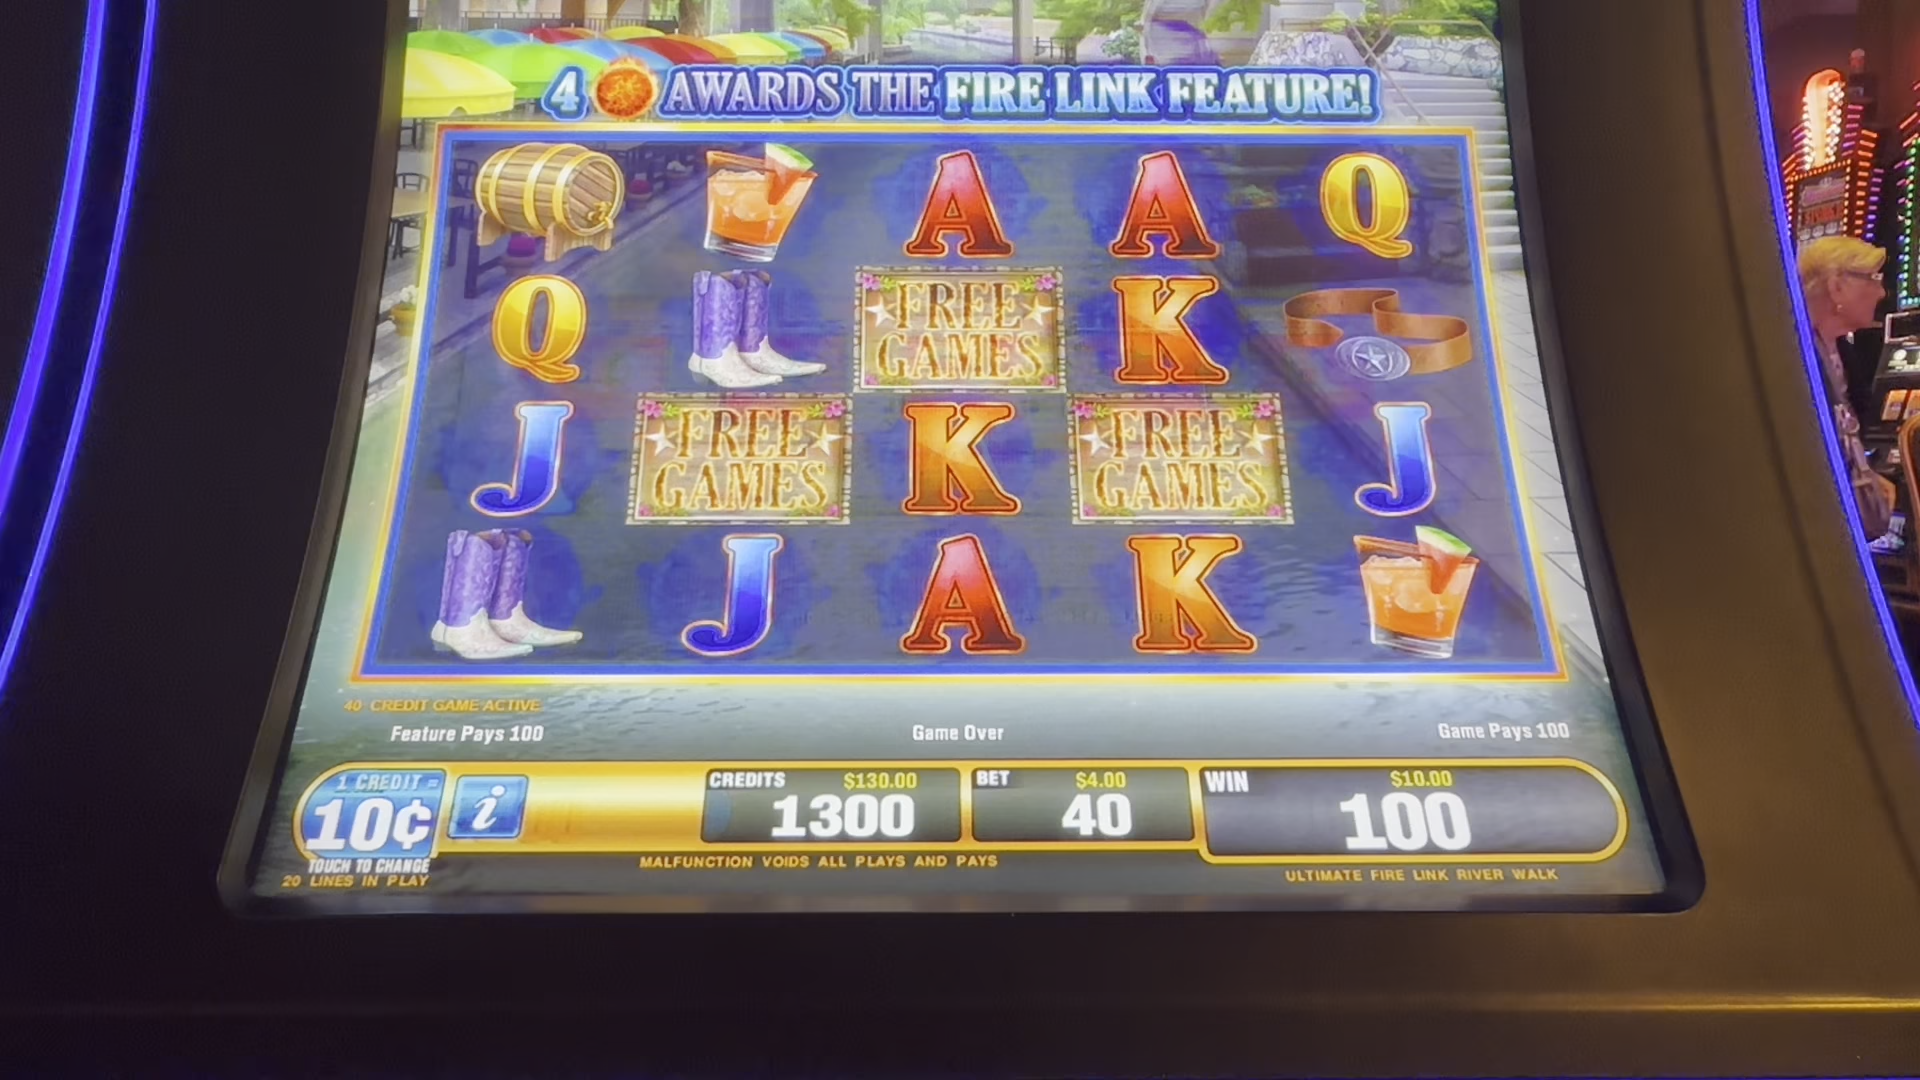 4 AWARDS THE FIRE LINK FEATURE!
A A Q
Q FREE GAMES K
J FREE GAMES K FREE GAMES J
J A K
40 CREDIT GAME ACTIVE
Feature Pays 100 Game Over Game Pays 100
1 CREDIT =
10¢
TOUCH TO CHANGE
20 LINES IN PLAY
i
CREDITS $130.00
1300
BET $4.00
40
WIN $10.00
100
MALFUNCTION VOIDS ALL PLAYS AND PAYS
ULTIMATE FIRE LINK RIVER WALK